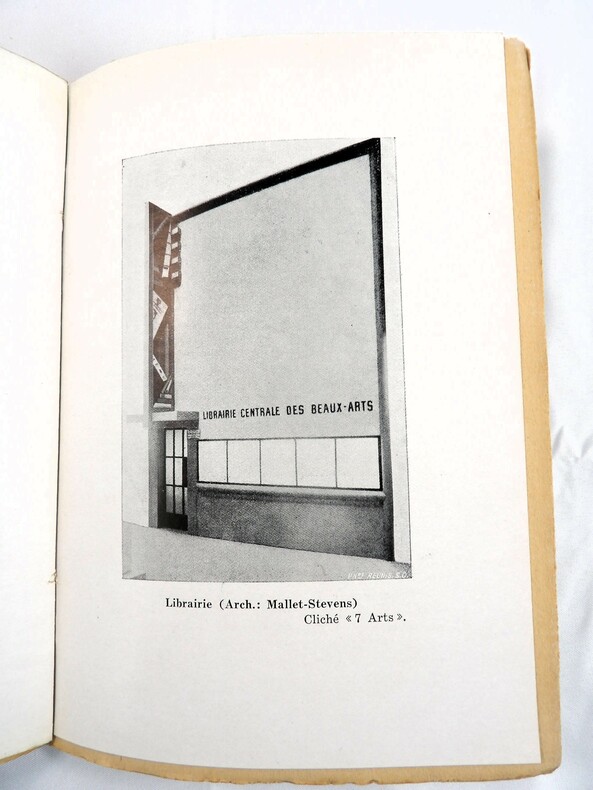 LIBRAIRIE CENTRALE DES BEAUX-ARTS
Librairie (Arch.: Mallet-Stevens)
Cliché « 7 Arts ».